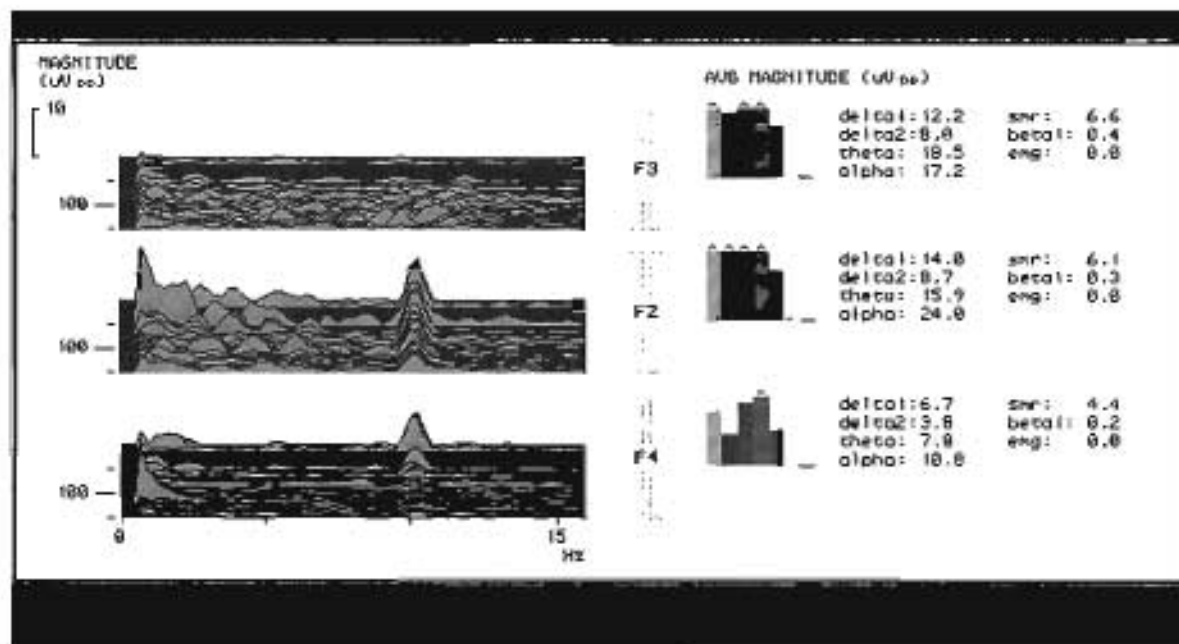 MAGNITUDE
(uV pp)
10
100
100
100
0 15
Hz
AVG MAGNITUDE (uV pp)
F3
delta1:12.2 smr: 6.6
delta2:8.0 beta1: 0.4
theta: 10.5 emg: 0.0
alpha: 17.2
FZ
delta1:14.0 smr: 6.1
delta2:8.7 beta1: 0.3
theta: 15.9 emg: 0.0
alpha: 24.0
F4
delta1:6.7 smr: 4.4
delta2:3.8 beta1: 0.2
theta: 7.0 emg: 0.0
alpha: 10.8